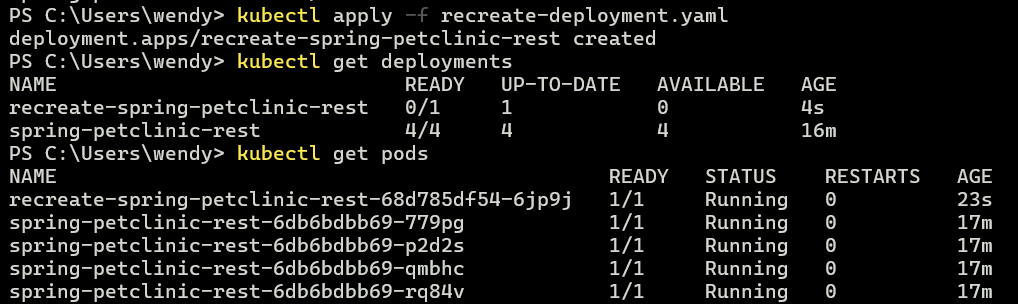 PS C:\Users\wendy> kubectl apply -f recreate-deployment.yaml
deployment.apps/recreate-spring-petclinic-rest created
PS C:\Users\wendy> kubectl get deployments
NAME READY UP-TO-DATE AVAILABLE AGE
recreate-spring-petclinic-rest 0/1 1 0 4s
spring-petclinic-rest 4/4 4 4 16m
PS C:\Users\wendy> kubectl get pods
NAME READY STATUS RESTARTS AGE
recreate-spring-petclinic-rest-68d785df54-6jp9j 1/1 Running 0 23s
spring-petclinic-rest-6db6bdbb69-779pg 1/1 Running 0 17m
spring-petclinic-rest-6db6bdbb69-p2d2s 1/1 Running 0 17m
spring-petclinic-rest-6db6bdbb69-qmbhc 1/1 Running 0 17m
spring-petclinic-rest-6db6bdbb69-rq84v 1/1 Running 0 17m